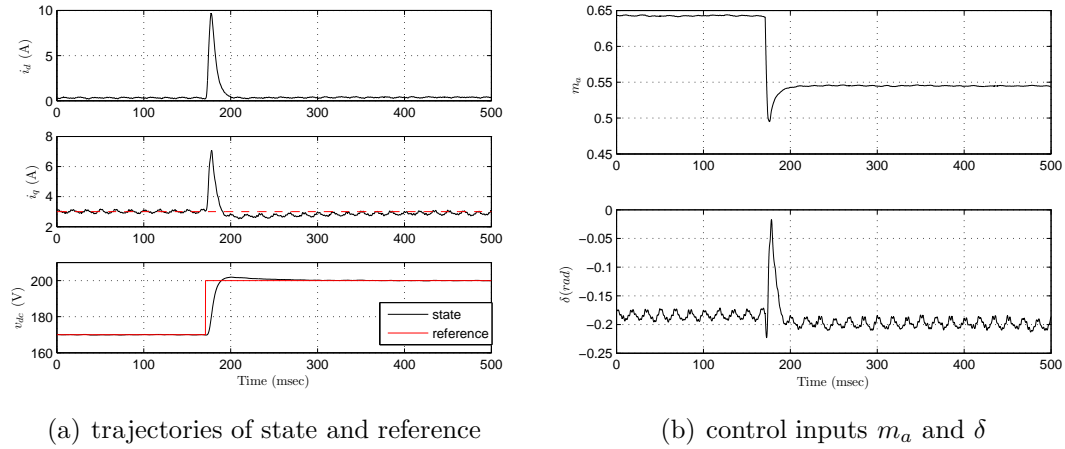 10
5
0
0 100 200 300 400 500
i_d (A)
8
6
4
2
0 100 200 300 400 500
i_q (A)
200
180
160
0 100 200 300 400 500
v_dc (V)
state
reference
Time (msec)
(a) trajectories of state and reference
0.65
0.6
0.55
0.5
0.45
0 100 200 300 400 500
m_a
0
−0.05
−0.1
−0.15
−0.2
−0.25
0 100 200 300 400 500
δ(rad)
Time (msec)
(b) control inputs m_a and δ